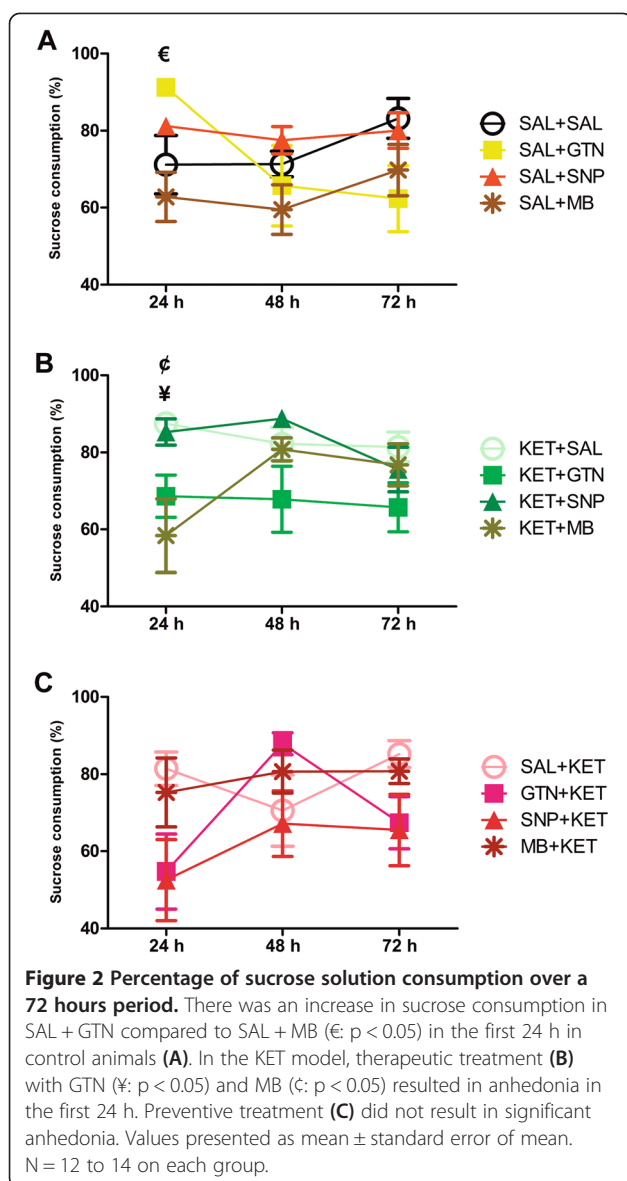 A
€
Sucrose consumption (%)
100
80
60
40
24 h 48 h 72 h
SAL+SAL
SAL+GTN
SAL+SNP
SAL+MB
B
¢
¥
Sucrose consumption (%)
100
80
60
40
24 h 48 h 72 h
KET+SAL
KET+GTN
KET+SNP
KET+MB
C
Sucrose consumption (%)
100
80
60
40
24 h 48 h 72 h
SAL+KET
GTN+KET
SNP+KET
MB+KET
Figure 2 Percentage of sucrose solution consumption over a
72 hours period. There was an increase in sucrose consumption in
SAL + GTN compared to SAL + MB (€: p < 0.05) in the first 24 h in
control animals (A). In the KET model, therapeutic treatment (B)
with GTN (¥: p < 0.05) and MB (¢: p < 0.05) resulted in anhedonia in
the first 24 h. Preventive treatment (C) did not result in significant
anhedonia. Values presented as mean ± standard error of mean.
N = 12 to 14 on each group.